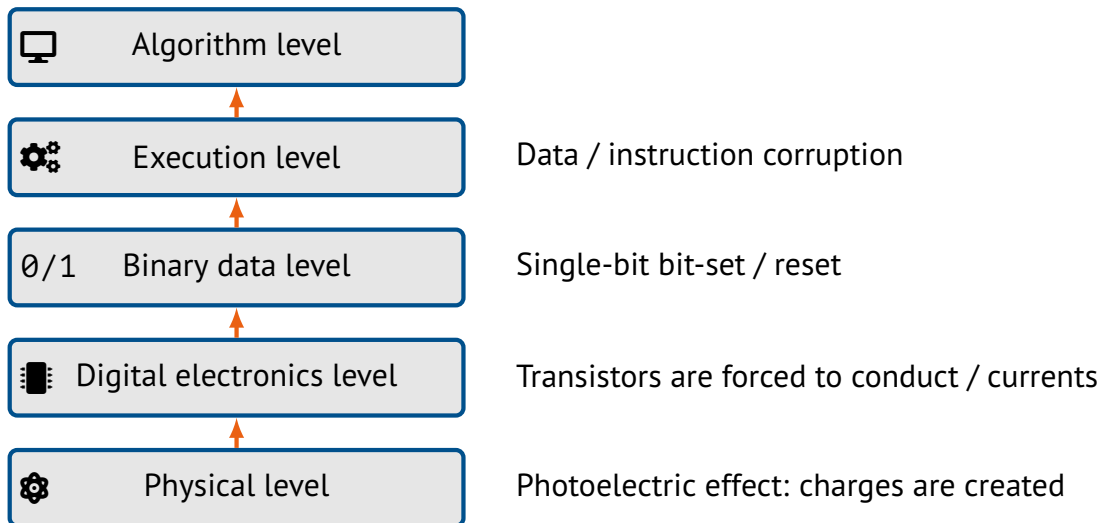 Algorithm level
Execution level Data / instruction corruption
0/1 Binary data level Single-bit bit-set / reset
Digital electronics level Transistors are forced to conduct / currents
Physical level Photoelectric effect: charges are created